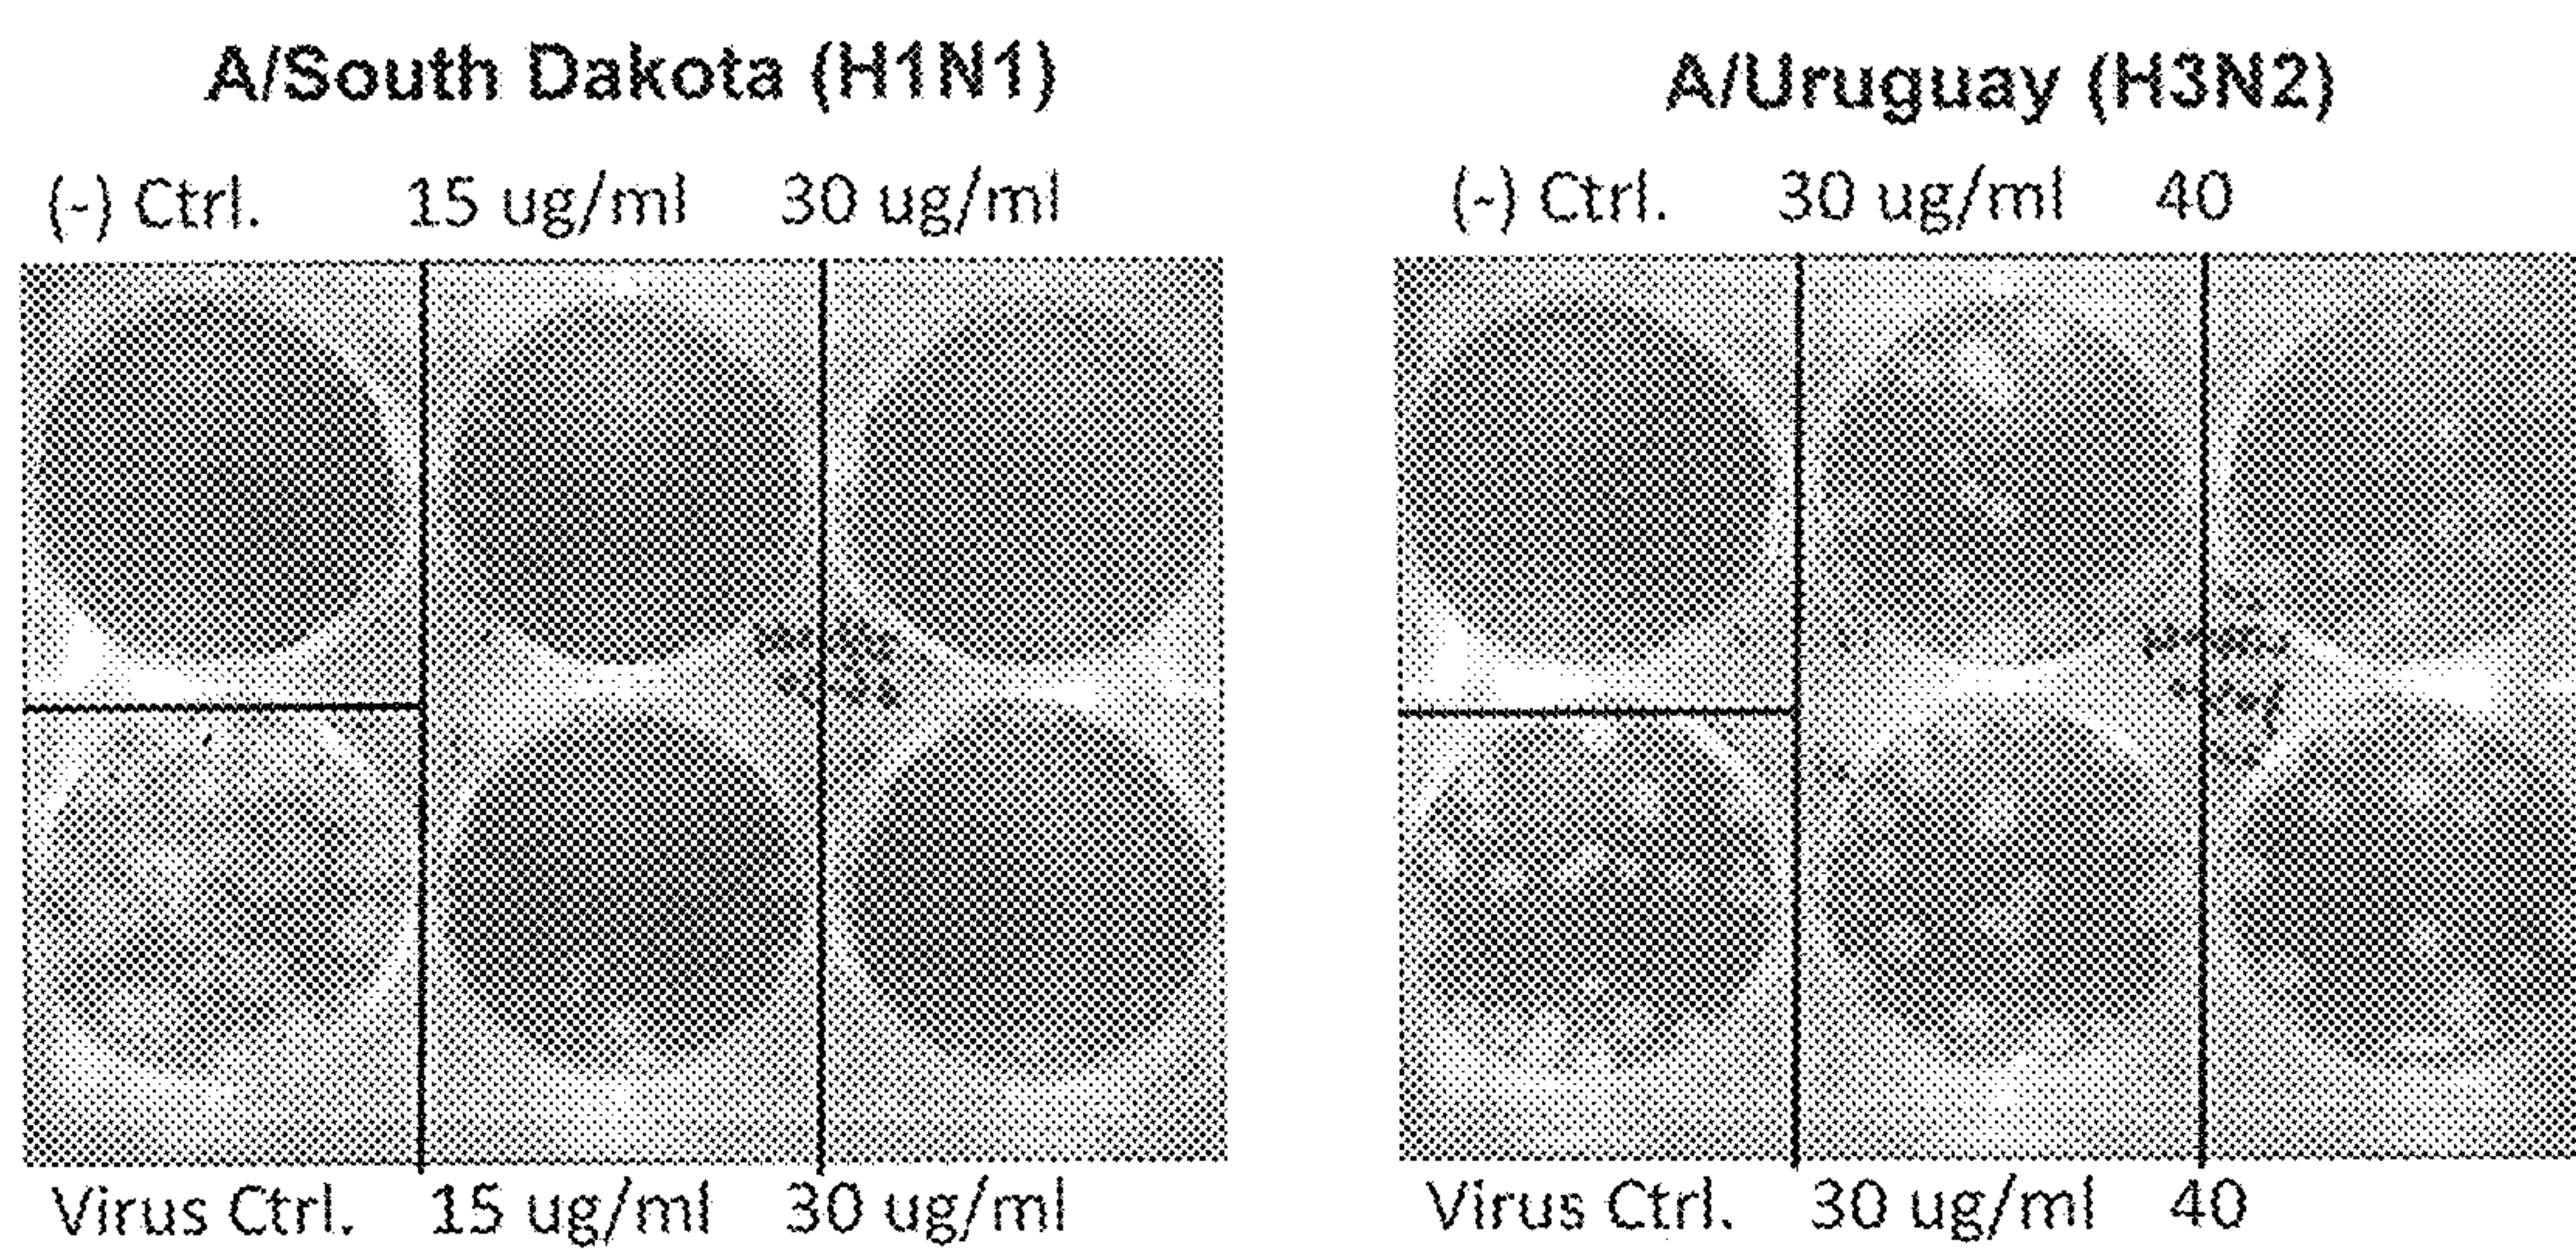 A/South Dakota (H1N1)
(-) Ctrl. 15 ug/ml 30 ug/ml
Virus Ctrl. 15 ug/ml 30 ug/ml
A/Uruguay (H3N2)
(-) Ctrl. 30 ug/ml 40
Virus Ctrl. 30 ug/ml 40